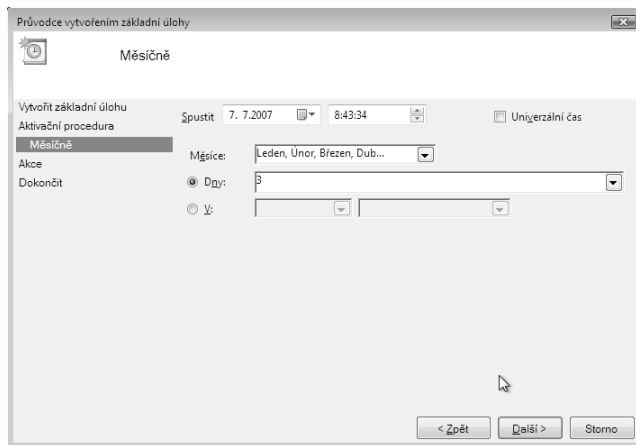 Průvodce vytvořením základní úlohy
Měsíčně
Vytvořit základní úlohu
Aktivační procedura
Měsíčně
Akce
Dokončit
Spustit 7. 7.2007 8:43:34 Univerzální čas
Měsíce: Leden, Únor, Březen, Dub...
Dny: 3
V:
< Zpět Další > Storno